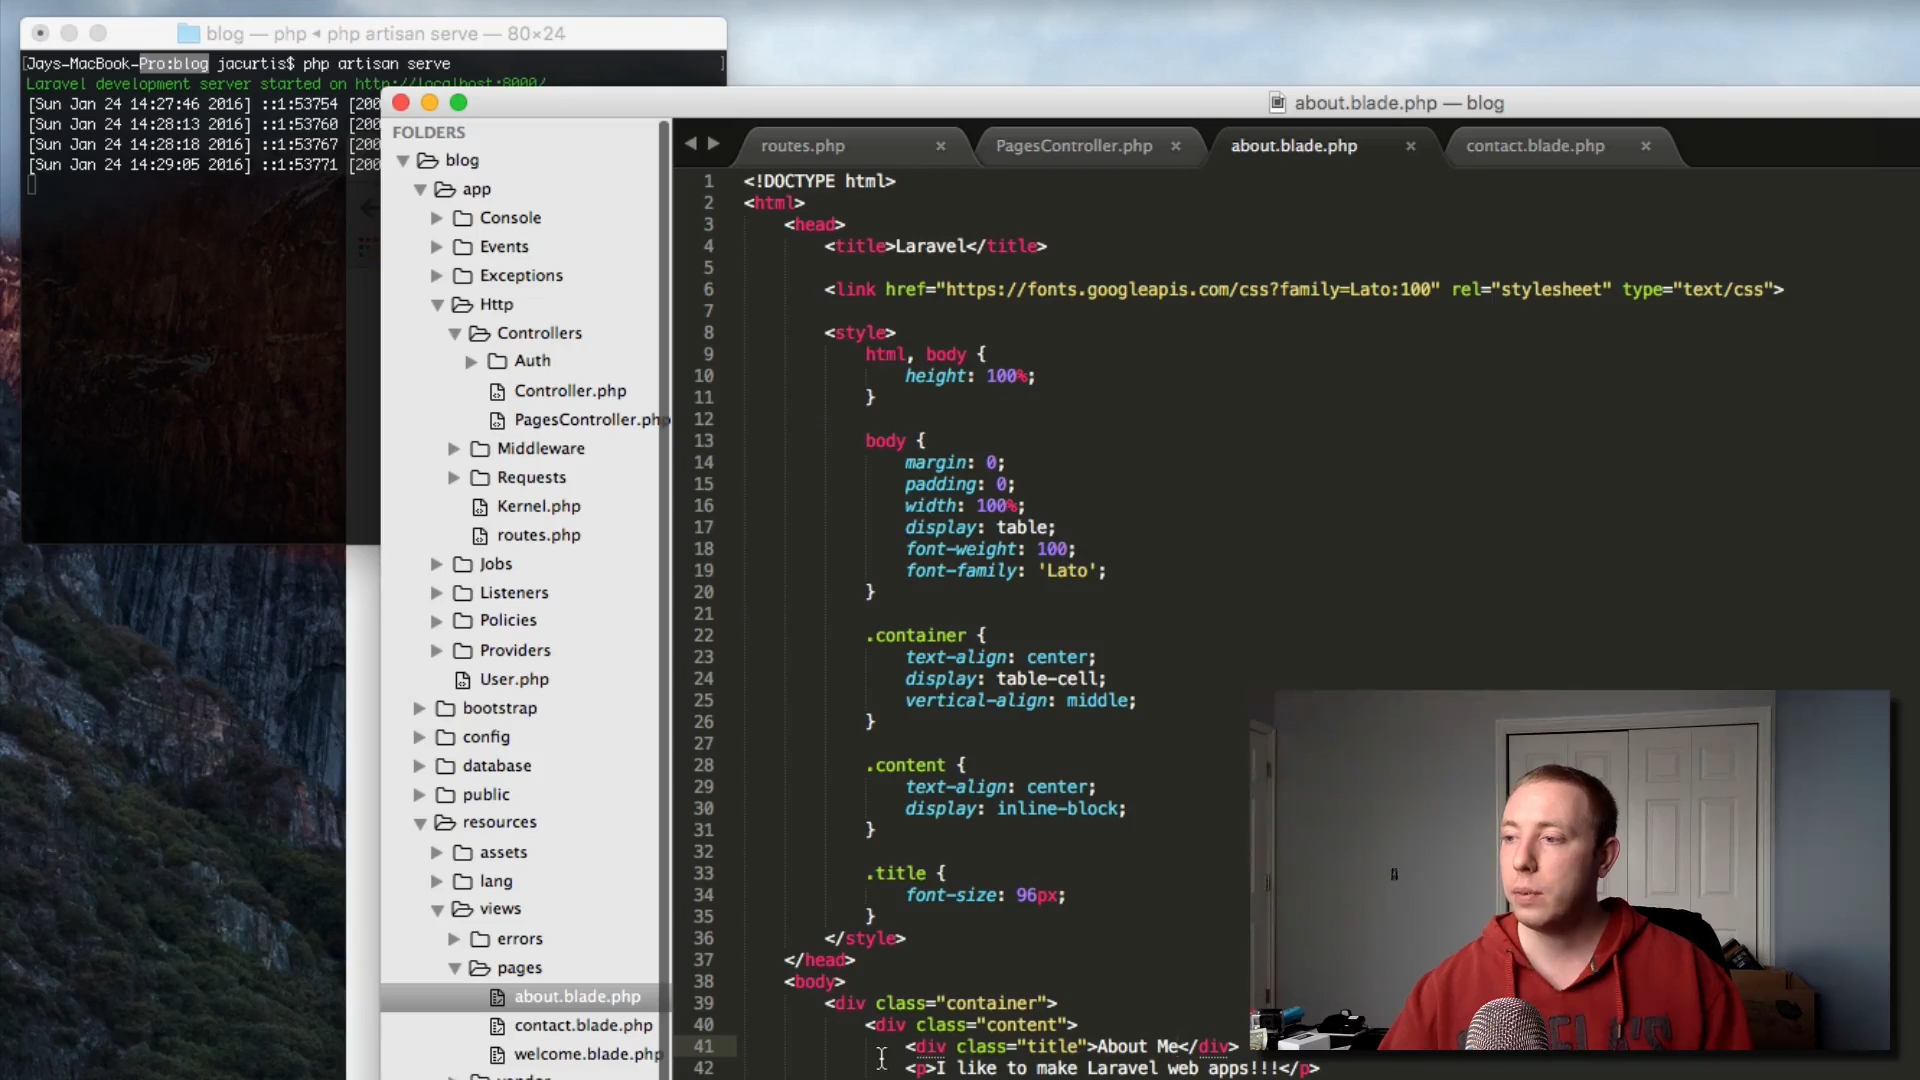 blog — php ◂ php artisan serve — 80×24
[Jays-MacBook-Pro:blog jacurtis$ php artisan serve ]
Laravel development server started on http://localhost:8000/
[Sun Jan 24 14:27:46 2016] ::1:53754 [200
[Sun Jan 24 14:28:13 2016] ::1:53760 [200
[Sun Jan 24 14:28:18 2016] ::1:53767 [200
[Sun Jan 24 14:29:05 2016] ::1:53771 [200
about.blade.php — blog
FOLDERS
blog
app
Console
Events
Exceptions
Http
Controllers
Auth
Controller.php
PagesController.php
Middleware
Requests
Kernel.php
routes.php
Jobs
Listeners
Policies
Providers
User.php
bootstrap
config
database
public
resources
assets
lang
views
errors
pages
about.blade.php
contact.blade.php
welcome.blade.php
routes.php × PagesController.php × about.blade.php × contact.blade.php ×
1 <!DOCTYPE html>
2 <html>
3 <head>
4 <title>Laravel</title>
5
6 <link href="https://fonts.googleapis.com/css?family=Lato:100" rel="stylesheet" type="text/css">
7
8 <style>
9 html, body {
10 height: 100%;
11 }
12
13 body {
14 margin: 0;
15 padding: 0;
16 width: 100%;
17 display: table;
18 font-weight: 100;
19 font-family: 'Lato';
20 }
21
22 .container {
23 text-align: center;
24 display: table-cell;
25 vertical-align: middle;
26 }
27
28 .content {
29 text-align: center;
30 display: inline-block;
31 }
32
33 .title {
34 font-size: 96px;
35 }
36 </style>
37 </head>
38 <body>
39 <div class="container">
40 <div class="content">
41 <div class="title">About Me</div>
42 <p>I like to make Laravel web apps!!!</p>